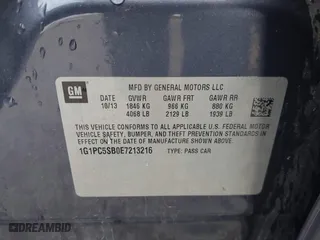 GM
MFD BY GENERAL MOTORS LLC
10/13 GVWR GAWR FRT GAWR RR
1846 KG 966 KG 880 KG
4068 LB 2129 LB 1939 LB
THIS VEHICLE CONFORMS TO ALL APPLICABLE U.S. FEDERAL MOTOR
VEHICLE SAFETY, BUMPER, AND THEFT PREVENTION STANDARDS IN
EFFECT ON THE DATE OF MANUFACTURE SHOWN ABOVE.
1G1PC5SB0E7213216 TYPE: PASS CAR
DREAMBID